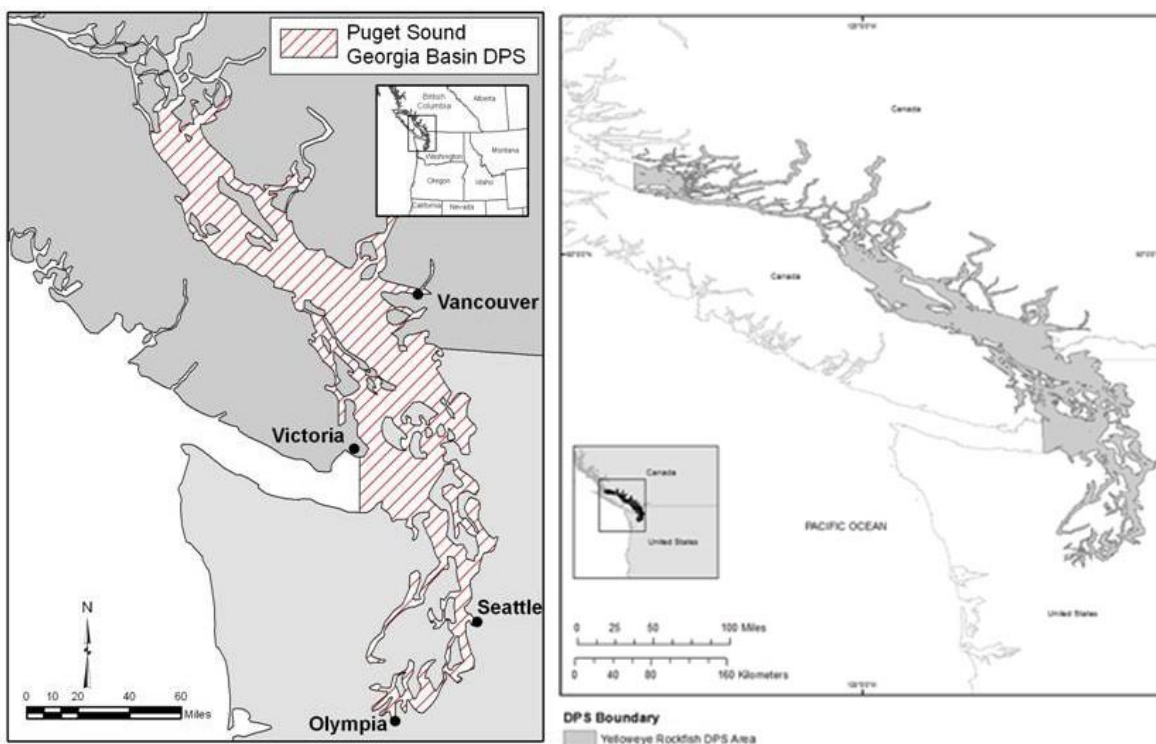 Puget Sound
Georgia Basin DPS
British
Columbia
Alberta
Washington
Montana
Oregon
Idaho
California
Nevada
Vancouver
Victoria
Seattle
Olympia
N
0 10 20 40 60
Miles
Canada
Canada
Canada
United States
PACIFIC OCEAN
United States
0 25 50 100 Miles
0 40 80 160 Kilometers
DPS Boundary
Yelloweye Rockfish DPS Area